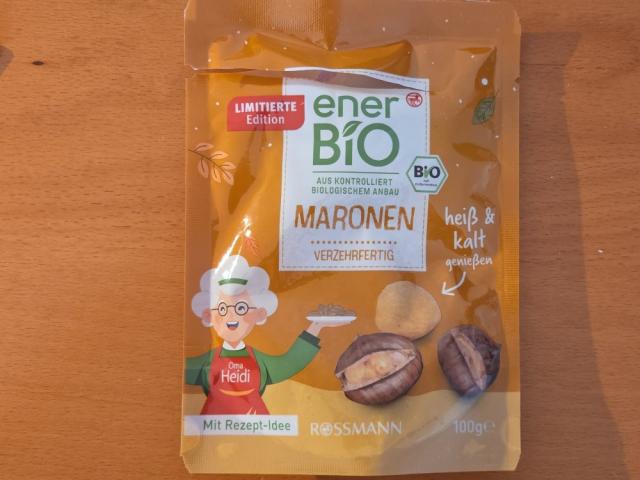 ROSSMANN
LIMITIERTE
Edition
ener
BiO
AUS KONTROLLIERT
BIOLOGISCHEM ANBAU
Bio
MARONEN
VERZEHRFERTIG
heiß &
kalt
genießen
Oma
Heidi
Mit Rezept-Idee
ROSSMANN
100g℮